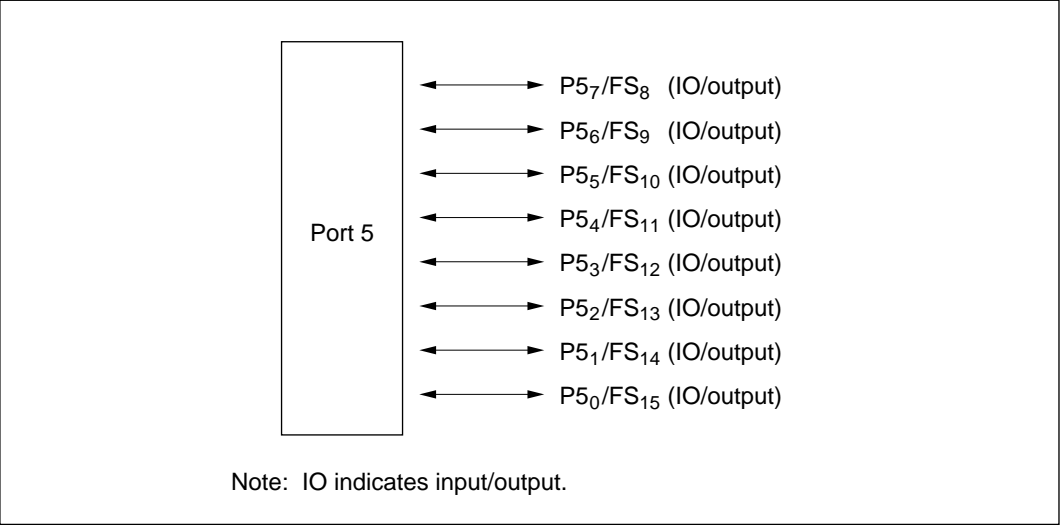 P5₇/FS₈ (IO/output)
P5₆/FS₉ (IO/output)
P5₅/FS₁₀ (IO/output)
P5₄/FS₁₁ (IO/output)
Port 5
P5₃/FS₁₂ (IO/output)
P5₂/FS₁₃ (IO/output)
P5₁/FS₁₄ (IO/output)
P5₀/FS₁₅ (IO/output)
Note: IO indicates input/output.